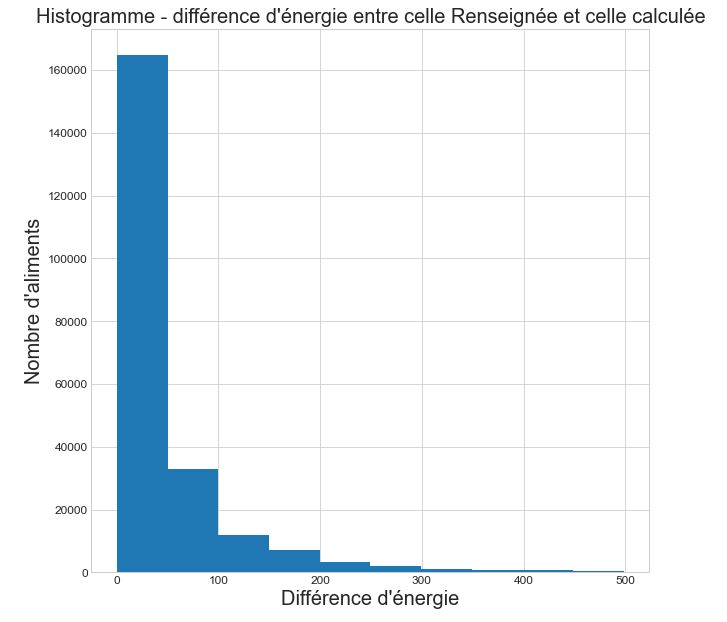 Histogramme - différence d'énergie entre celle Renseignée et celle calculée
160000
140000
120000
100000
80000
60000
40000
20000
0
Nombre d'aliments
0 100 200 300 400 500
Différence d'énergie